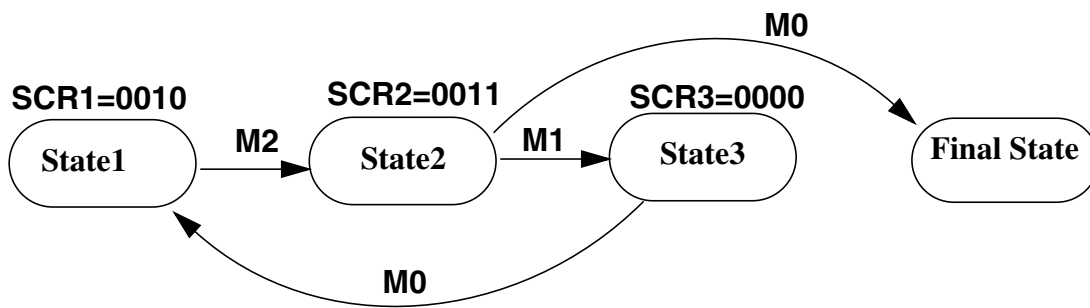 M0
SCR1=0010
SCR2=0011
SCR3=0000
State1
M2
State2
M1
State3
Final State
M0